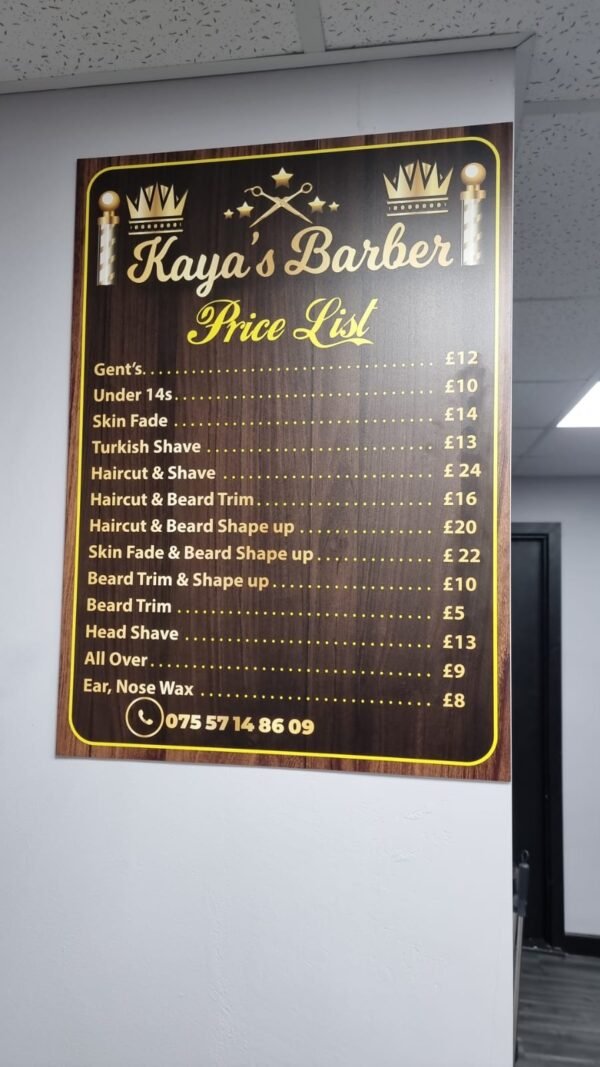 Kaya's Barber
Price List
Gent's.................................. £12
Under 14s.............................. £10
Skin Fade .............................. £14
Turkish Shave .......................... £13
Haircut & Shave ........................ £ 24
Haircut & Beard Trim.................... £16
Haircut & Beard Shape up ............... £20
Skin Fade & Beard Shape up.............. £ 22
Beard Trim & Shape up................... £10
Beard Trim ............................. £5
Head Shave ............................. £13
All Over................................ £9
Ear, Nose Wax .......................... £8
075 57 14 86 09